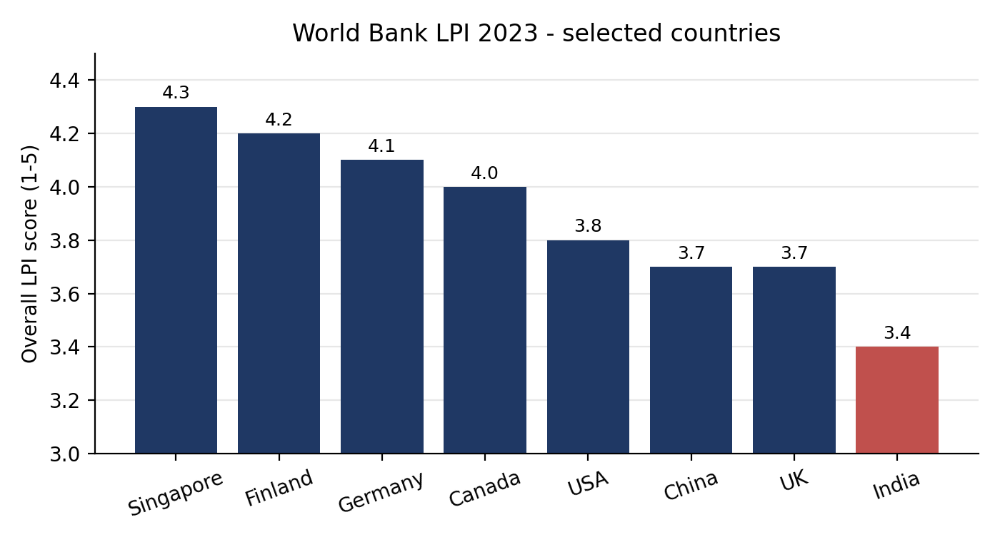 World Bank LPI 2023 - selected countries
Overall LPI score (1-5)
4.4
4.2
4.0
3.8
3.6
3.4
3.2
3.0
4.3
4.2
4.1
4.0
3.8
3.7
3.7
3.4
Singapore
Finland
Germany
Canada
USA
China
UK
India